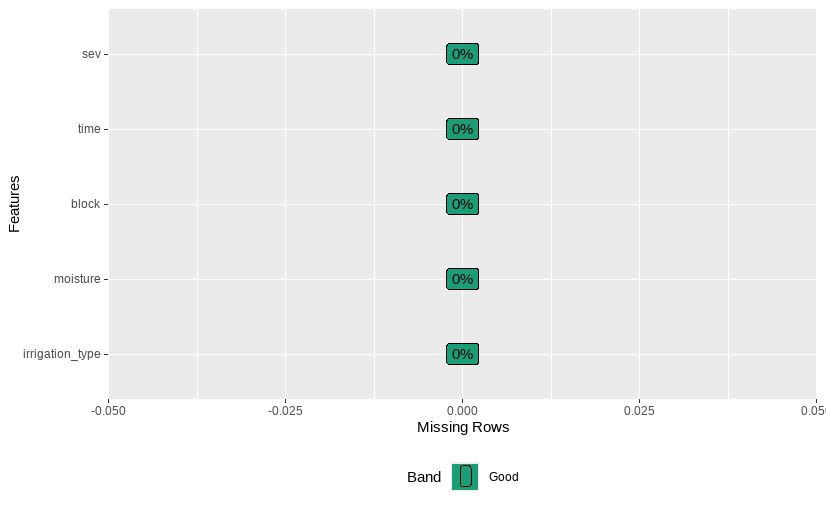 Features
sev
0%
time
0%
block
0%
moisture
0%
irrigation_type
0%
-0.050
-0.025
0.000
0.025
0.05
Missing Rows
Band
Good